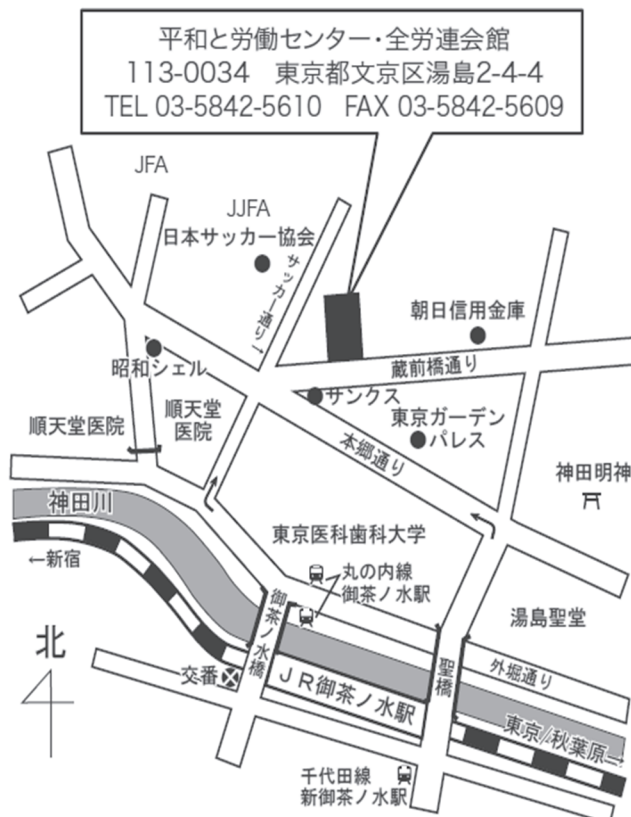 平和と労働センター・全労連会館
113-0034　東京都文京区湯島2-4-4
TEL 03-5842-5610　FAX 03-5842-5609
JFA
JJFA
日本サッカー協会
サッカー通り→
朝日信用金庫
昭和シェル
蔵前橋通り
サンクス
順天堂医院
順天堂
医院
東京ガーデン
パレス
本郷通り
神田明神
神田川
東京医科歯科大学
←新宿
丸の内線
御茶ノ水駅
湯島聖堂
御茶ノ水橋
聖橋
外堀通り
北
交番
JR御茶ノ水駅
東京/秋葉原→
千代田線
新御茶ノ水駅